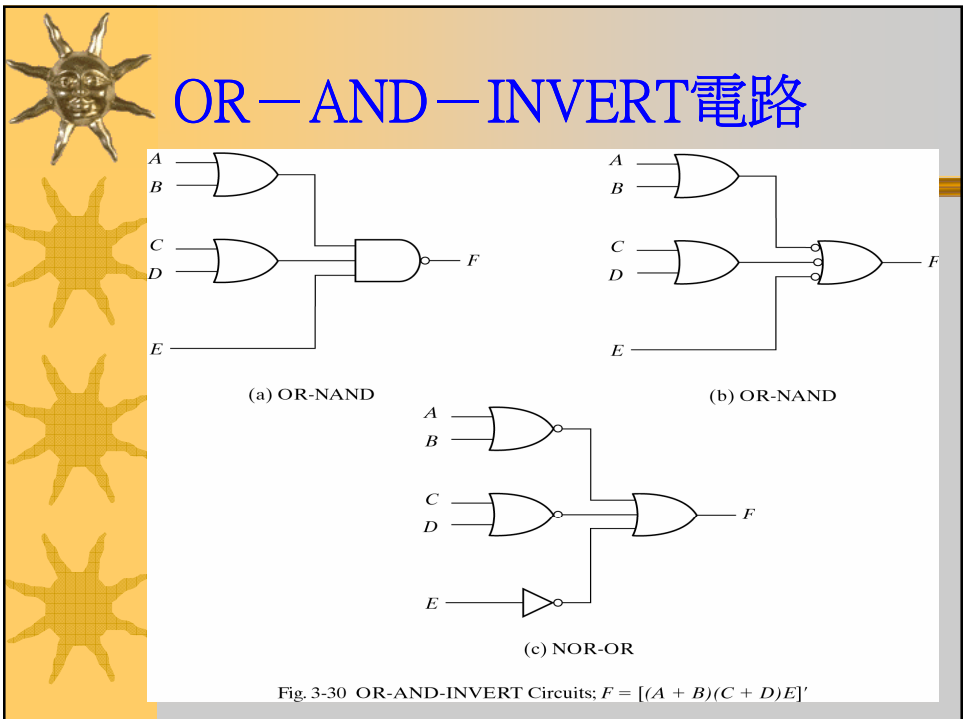 OR－AND－INVERT電路
A
B
C
D
E
F
(a) OR-NAND
A
B
C
D
E
F
(b) OR-NAND
A
B
C
D
E
F
(c) NOR-OR
Fig. 3-30 OR-AND-INVERT Circuits; F = [(A + B)(C + D)E]′